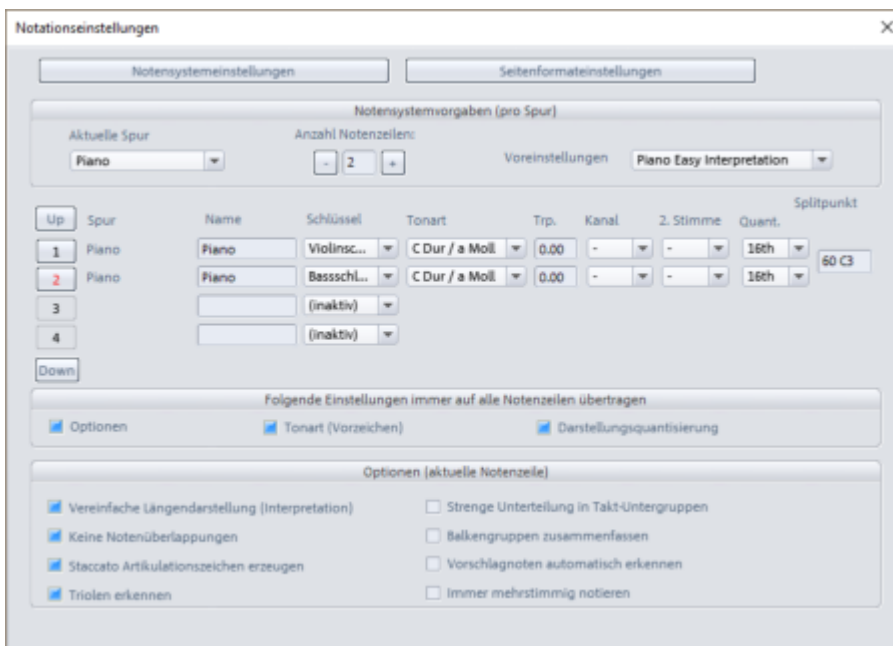 Notationseinstellungen
Notensystemeinstellungen Seitenformateinstellungen
Notensystemvorgaben (pro Spur)
Aktuelle Spur Anzahl Notenzeilen:
Piano - 2 + Voreinstellungen Piano Easy Interpretation
Splitpunkt
Up Spur Name Schlüssel Tonart Trp. Kanal 2. Stimme Quant.
1 Piano Piano Violinsc... C Dur / a Moll 0.00 - - 16th
60 C3
2 Piano Piano Bassschl... C Dur / a Moll 0.00 - - 16th
3 (inaktiv)
4 (inaktiv)
Down
Folgende Einstellungen immer auf alle Notenzeilen übertragen
Optionen Tonart (Vorzeichen) Darstellungsquantisierung
Optionen (aktuelle Notenzeile)
Vereinfache Längendarstellung (Interpretation) Strenge Unterteilung in Takt-Untergruppen
Keine Notenüberlappungen Balkengruppen zusammenfassen
Staccato Artikulationszeichen erzeugen Vorschlagnoten automatisch erkennen
Triolen erkennen Immer mehrstimmig notieren